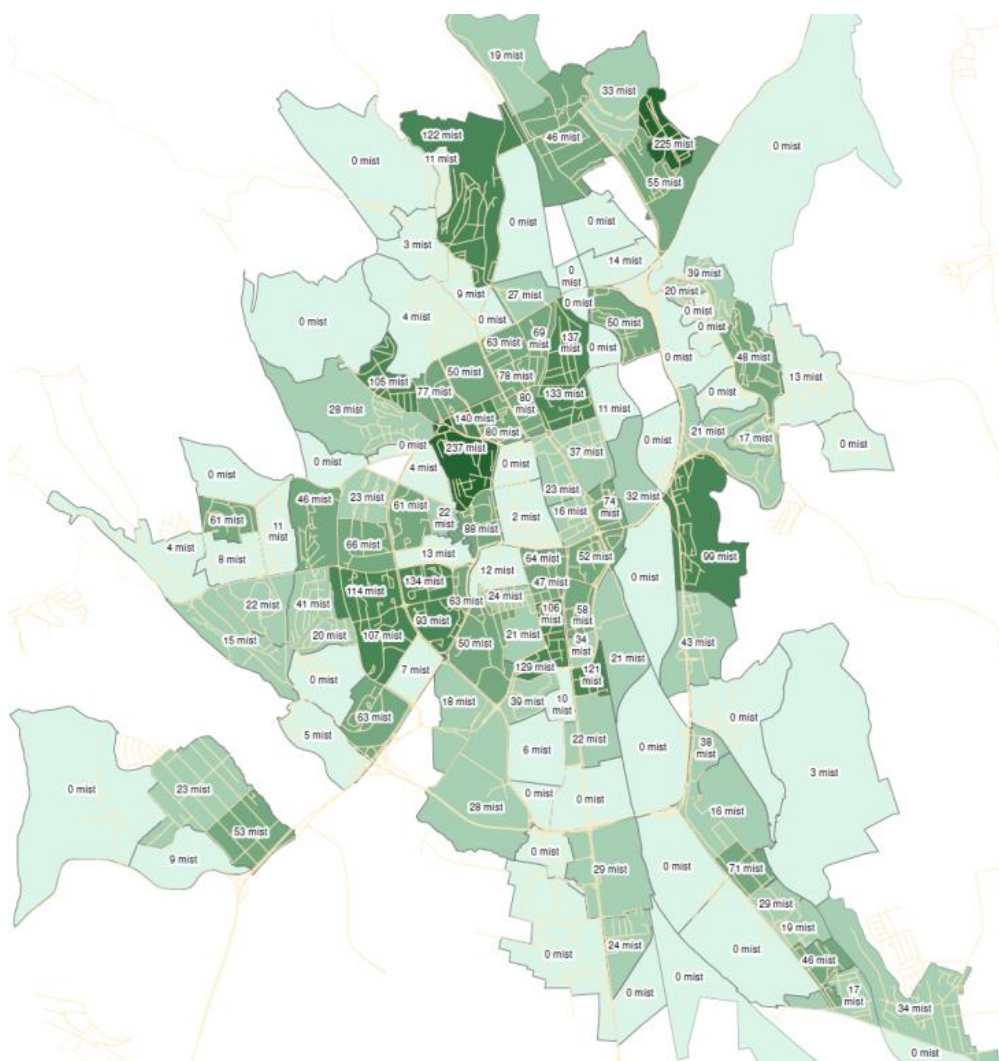 19 mist
33 mist
122 mist
46 mist
225 mist
0 mist
11 mist
0 mist
55 mist
0 mist
0 mist
3 mist
14 mist
0
mist
39 mist
9 mist
27 mist
20 mist
0 mist
0 mist
4 mist
0 mist
0 mist
50 mist
0 mist
69
mist
137
mist
63 mist
0 mist
0 mist
48 mist
50 mist
78 mist
13 mist
105 mist
77 mist
80
mist
133 mist
0 mist
28 mist
11 mist
140 mist
80 mist
21 mist
17 mist
0 mist
0 mist
0 mist
237 mist
37 mist
0 mist
4 mist
0 mist
0 mist
23 mist
32 mist
46 mist
23 mist
61 mist
22
mist
16 mist
74
mist
61 mist
11
mist
2 mist
88 mist
66 mist
4 mist
8 mist
13 mist
64 mist
52 mist
99 mist
12 mist
0 mist
134 mist
47 mist
114 mist
24 mist
22 mist
41 mist
63 mist
106
mist
58
mist
93 mist
15 mist
20 mist
107 mist
21 mist
34
mist
50 mist
43 mist
21 mist
0 mist
7 mist
129 mist
121
mist
18 mist
39 mist
10
mist
63 mist
0 mist
5 mist
22 mist
38
mist
6 mist
0 mist
3 mist
0 mist
23 mist
0 mist
0 mist
28 mist
16 mist
53 mist
0 mist
9 mist
29 mist
0 mist
71 mist
29 mist
19 mist
24 mist
0 mist
0 mist
46 mist
0 mist
0 mist
17
mist
34 mist
0 mist